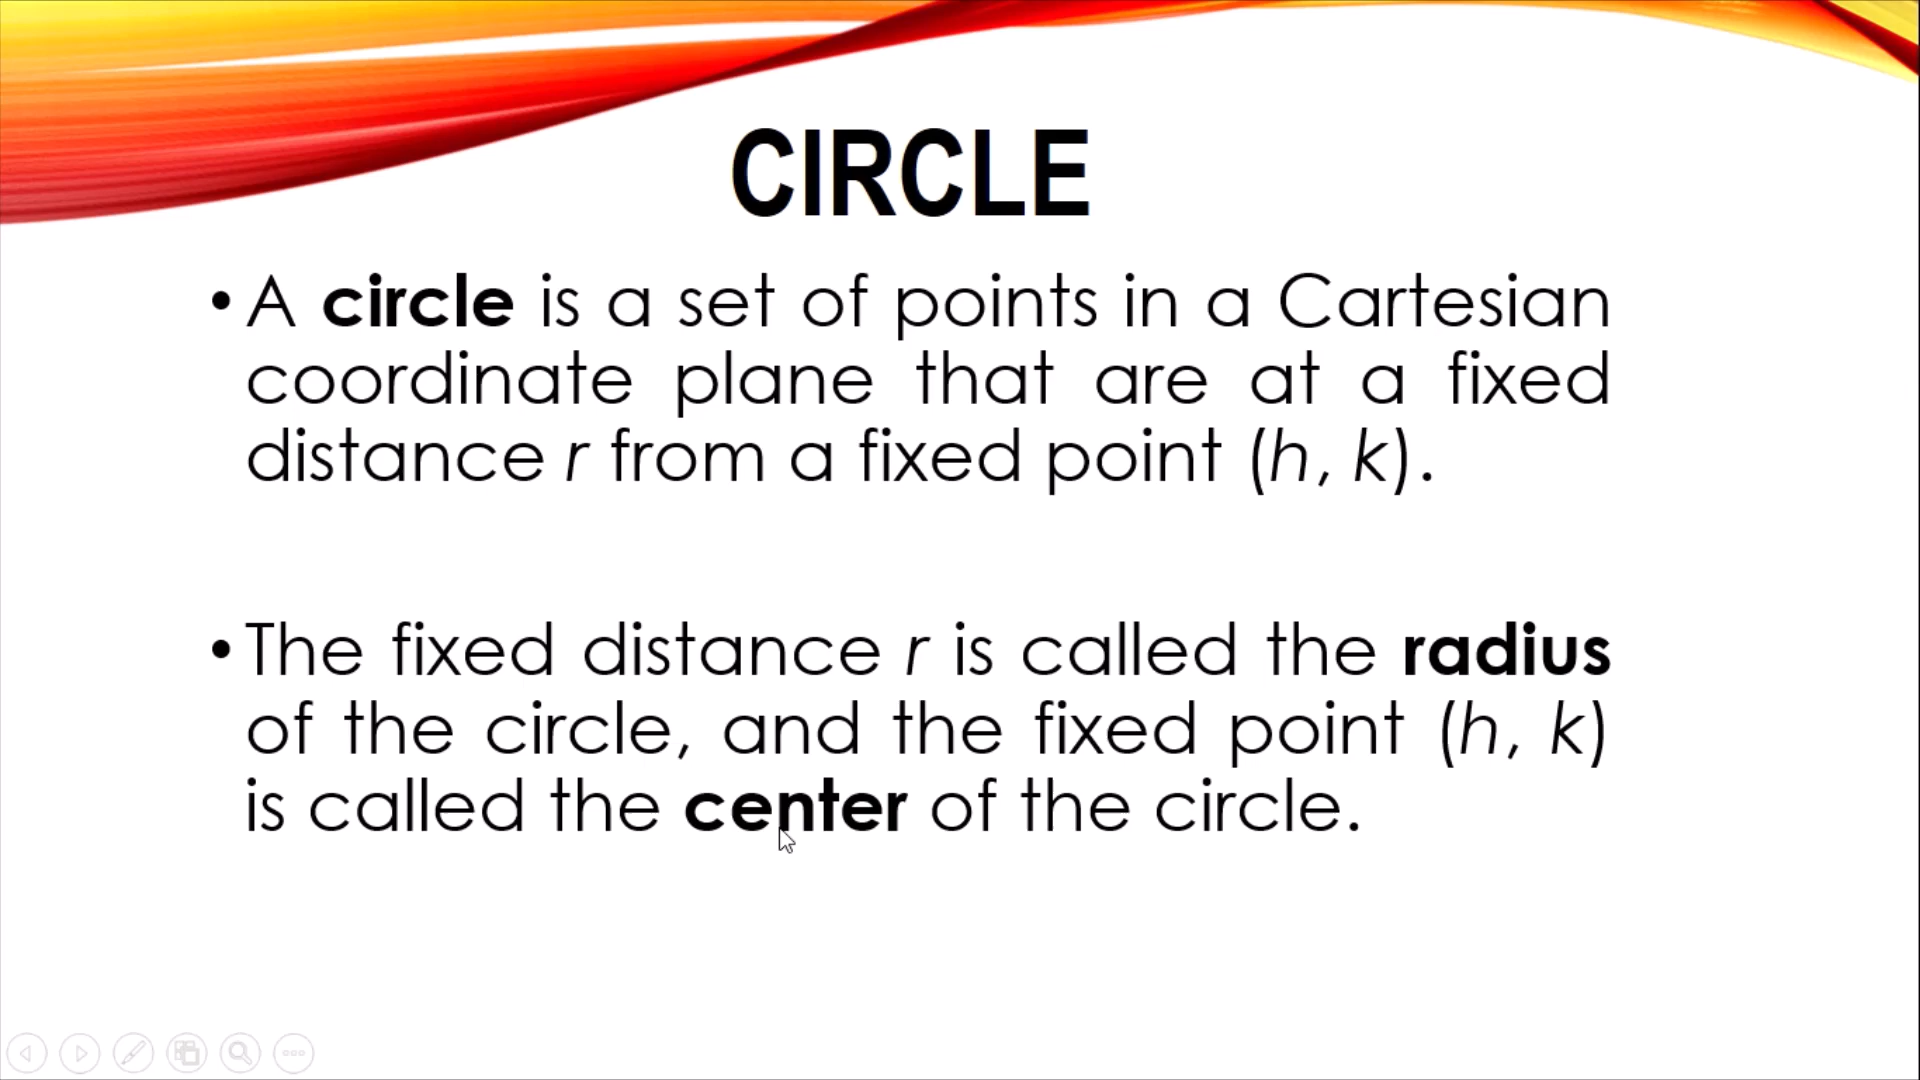 CIRCLE
• A circle is a set of points in a Cartesian
coordinate plane that are at a fixed
distance r from a fixed point (h, k).
• The fixed distance r is called the radius
of the circle, and the fixed point (h, k)
is called the center of the circle.